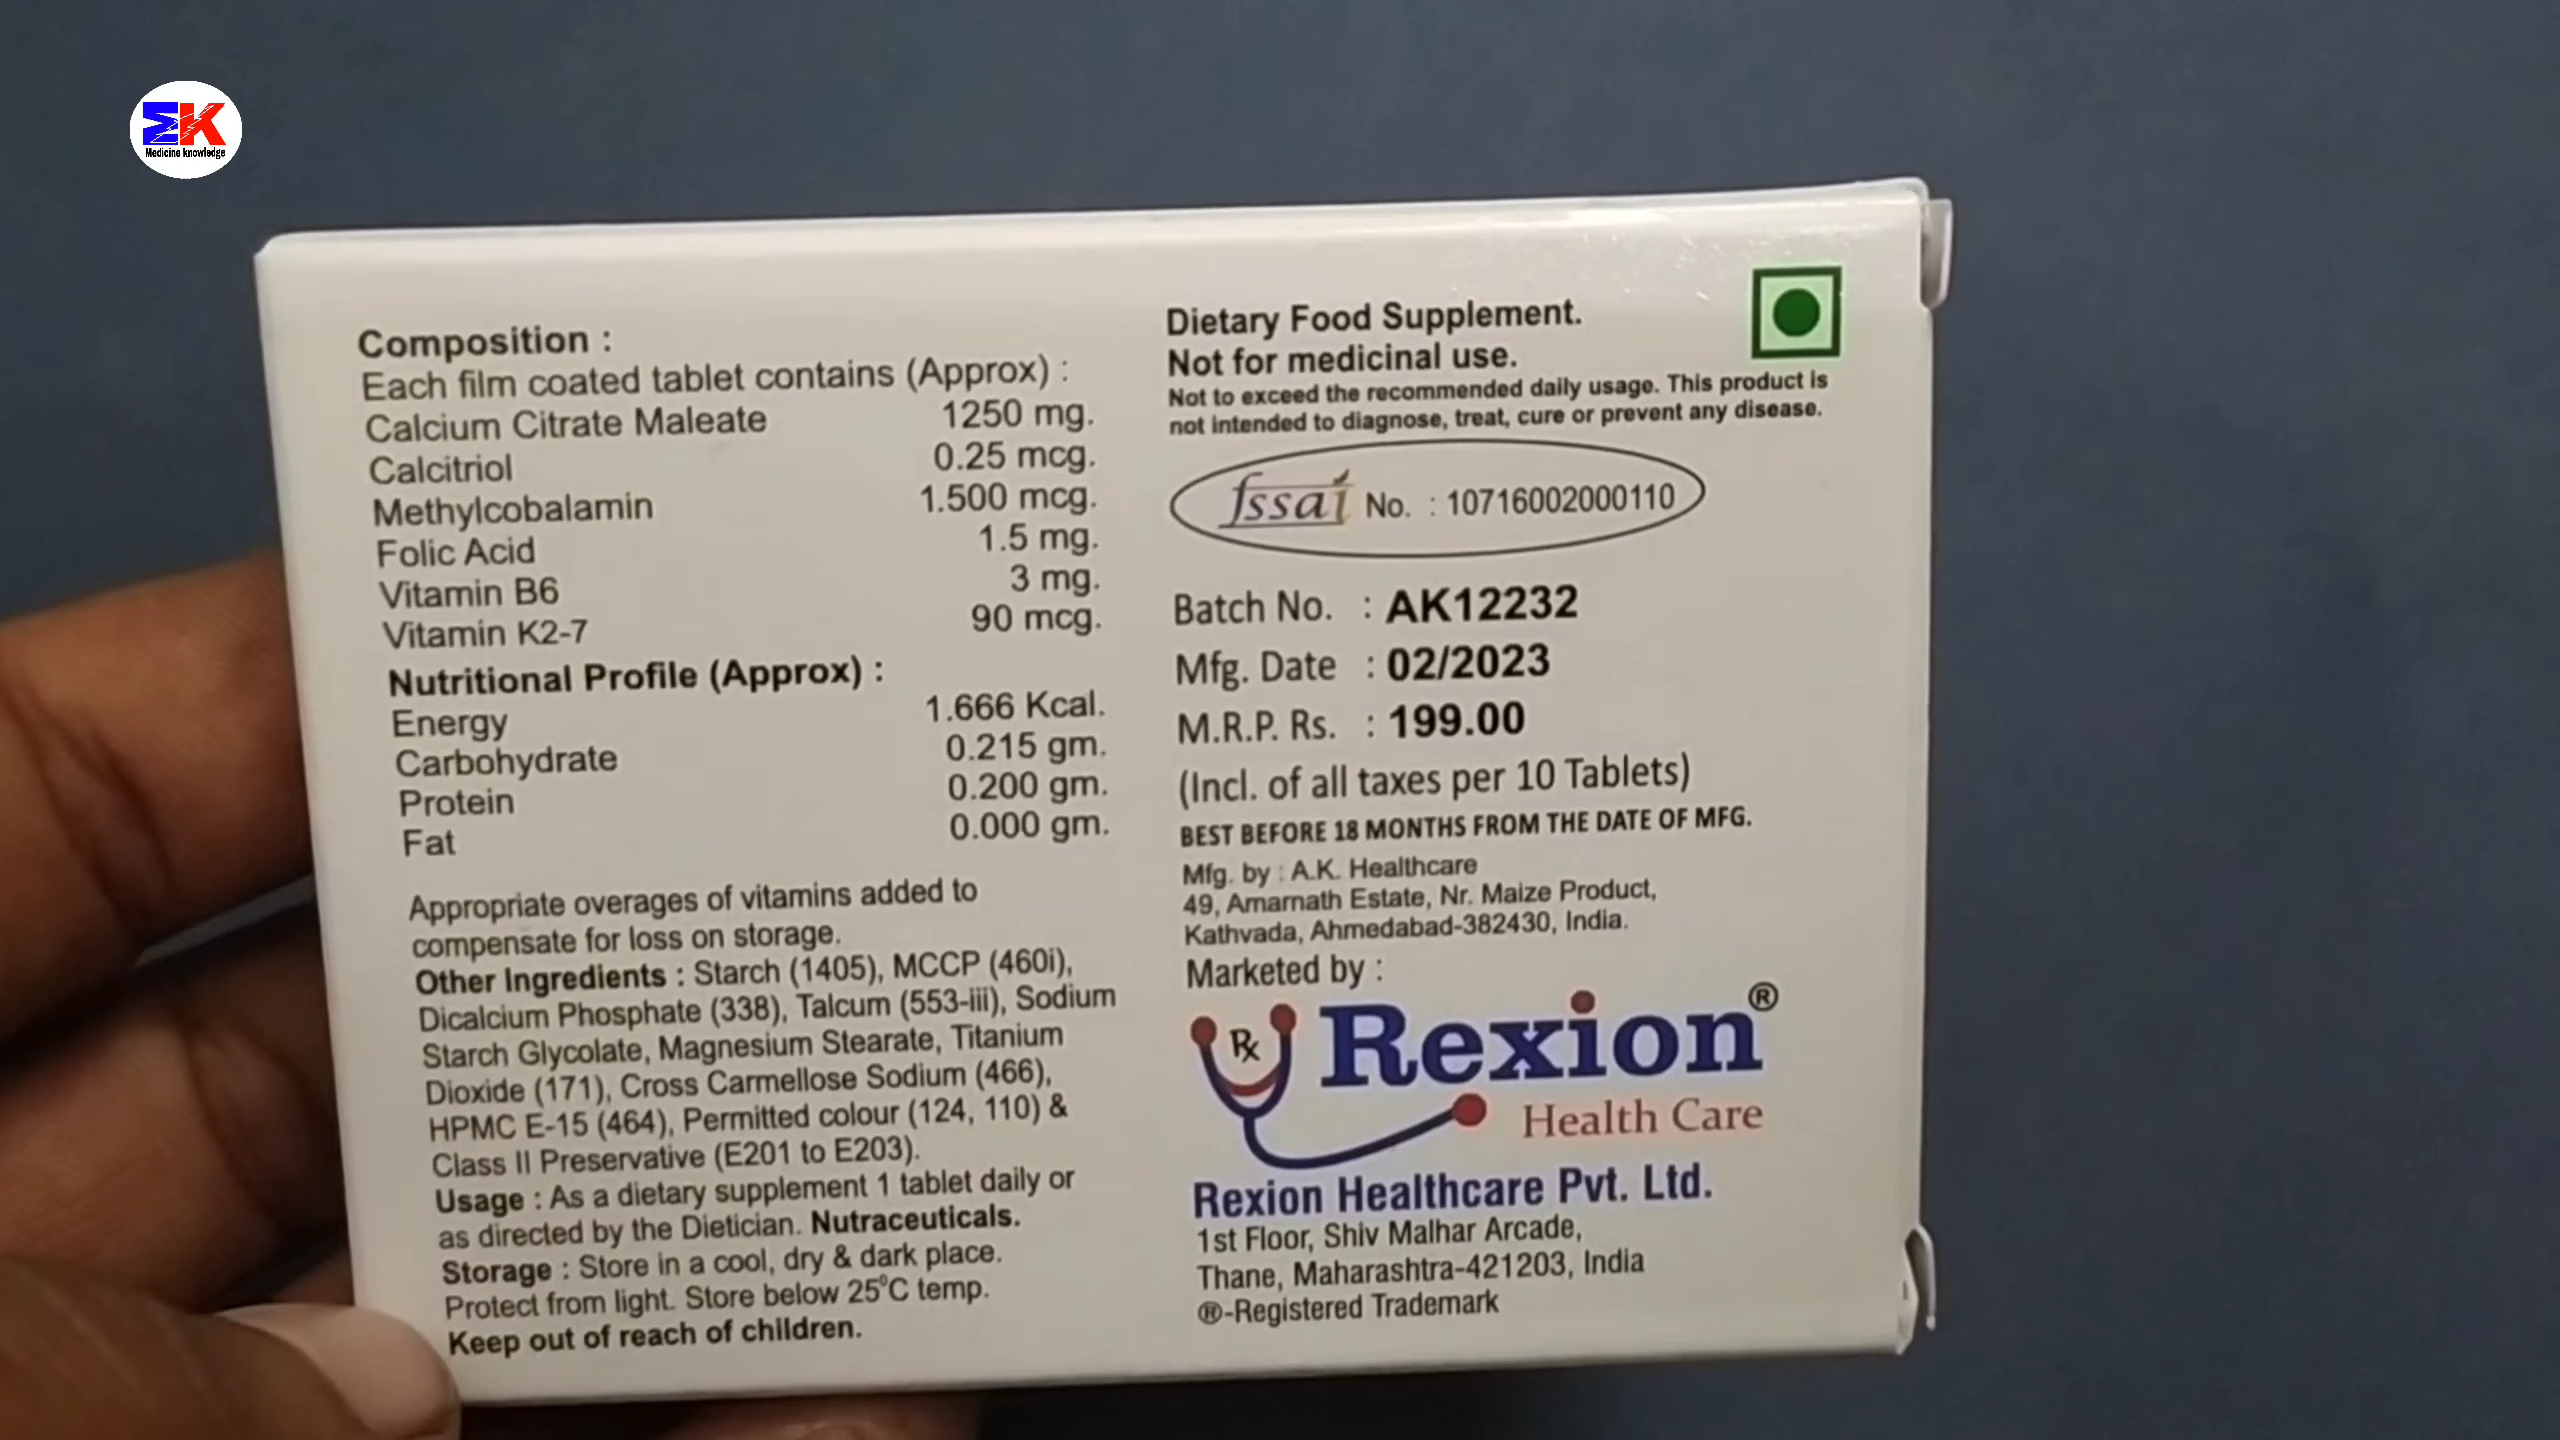 EK
Medicine knowledge
Composition :
Each film coated tablet contains (Approx) :
Calcium Citrate Maleate 1250 mg.
Calcitriol 0.25 mcg.
Methylcobalamin 1.500 mcg.
Folic Acid 1.5 mg.
Vitamin B6 3 mg.
Vitamin K2-7 90 mcg.
Nutritional Profile (Approx) :
Energy 1.666 Kcal.
Carbohydrate 0.215 gm.
Protein 0.200 gm.
Fat 0.000 gm.
Appropriate overages of vitamins added to
compensate for loss on storage.
Other Ingredients : Starch (1405), MCCP (460i),
Dicalcium Phosphate (338), Talcum (553-iii), Sodium
Starch Glycolate, Magnesium Stearate, Titanium
Dioxide (171), Cross Carmellose Sodium (466),
HPMC E-15 (464), Permitted colour (124, 110) &
Class II Preservative (E201 to E203).
Usage : As a dietary supplement 1 tablet daily or
as directed by the Dietician. Nutraceuticals.
Storage : Store in a cool, dry & dark place.
Protect from light. Store below 25°C temp.
Keep out of reach of children.
Dietary Food Supplement.
Not for medicinal use.
Not to exceed the recommended daily usage. This product is
not intended to diagnose, treat, cure or prevent any disease.
fssai No. : 10716002000110
Batch No. : AK12232
Mfg. Date : 02/2023
M.R.P. Rs. : 199.00
(Incl. of all taxes per 10 Tablets)
BEST BEFORE 18 MONTHS FROM THE DATE OF MFG.
Mfg. by : A.K. Healthcare
49, Amarnath Estate, Nr. Maize Product,
Kathvada, Ahmedabad-382430, India.
Marketed by :
Rx Rexion®
Health Care
Rexion Healthcare Pvt. Ltd.
1st Floor, Shiv Malhar Arcade,
Thane, Maharashtra-421203, India
®-Registered Trademark